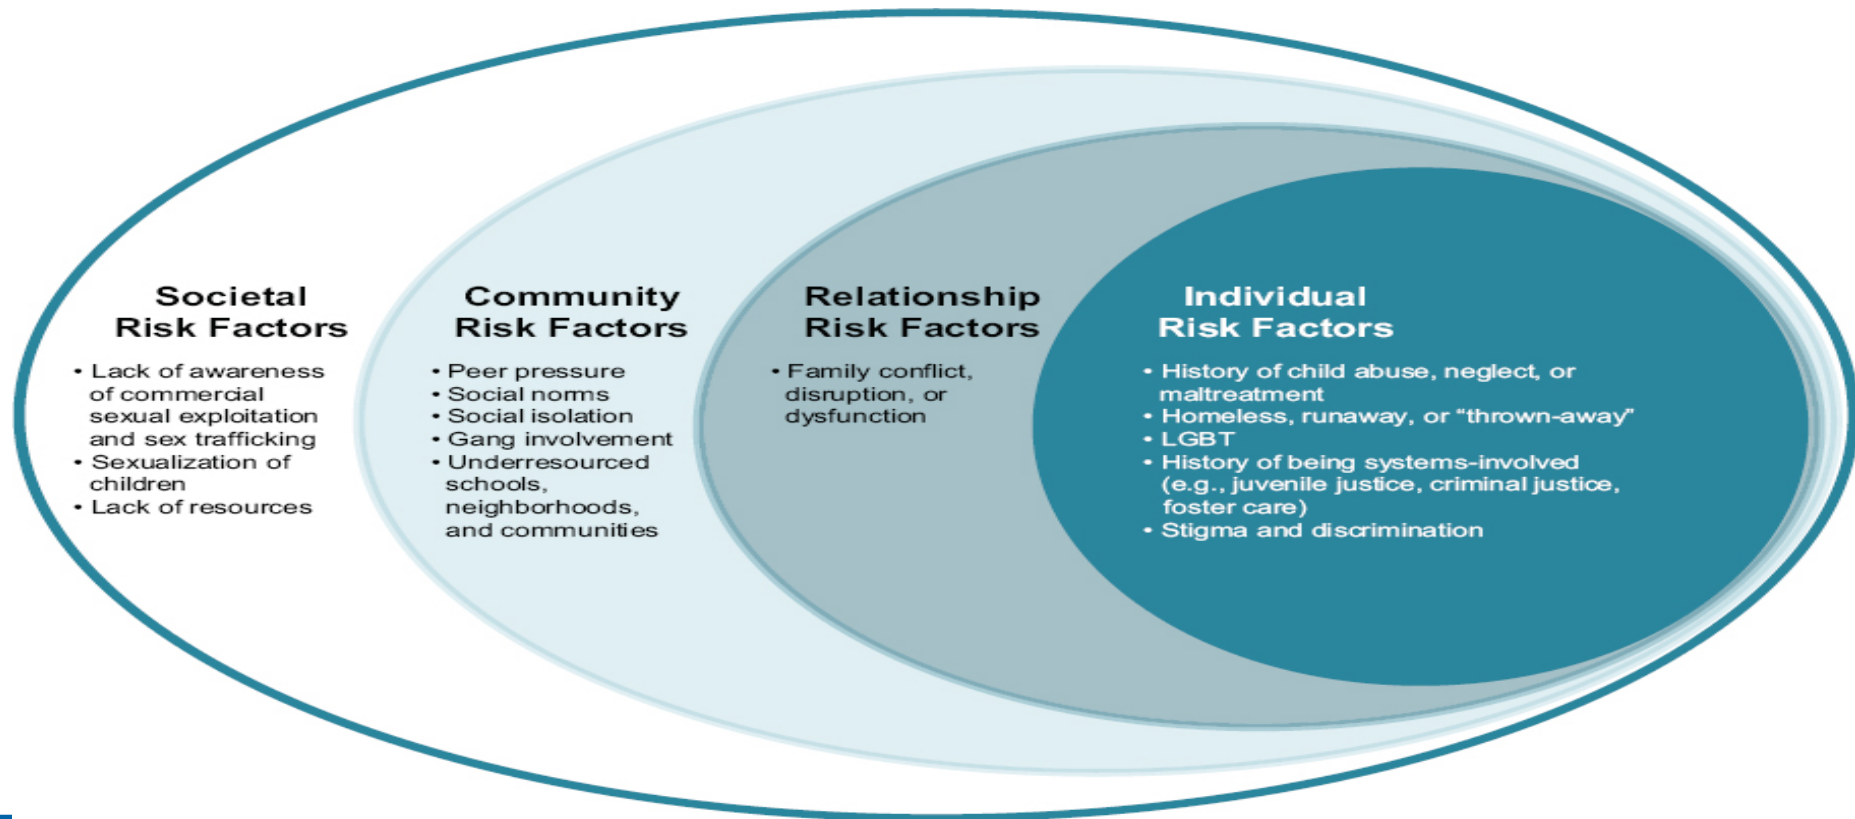 Societal
Risk Factors
• Lack of awareness
of commercial
sexual exploitation
and sex trafficking
• Sexualization of
children
• Lack of resources
Community
Risk Factors
• Peer pressure
• Social norms
• Social isolation
• Gang involvement
• Underresourced
schools,
neighborhoods,
and communities
Relationship
Risk Factors
• Family conflict,
disruption, or
dysfunction
Individual
Risk Factors
• History of child abuse, neglect, or
maltreatment
• Homeless, runaway, or “thrown-away”
• LGBT
• History of being systems-involved
(e.g., juvenile justice, criminal justice,
foster care)
• Stigma and discrimination